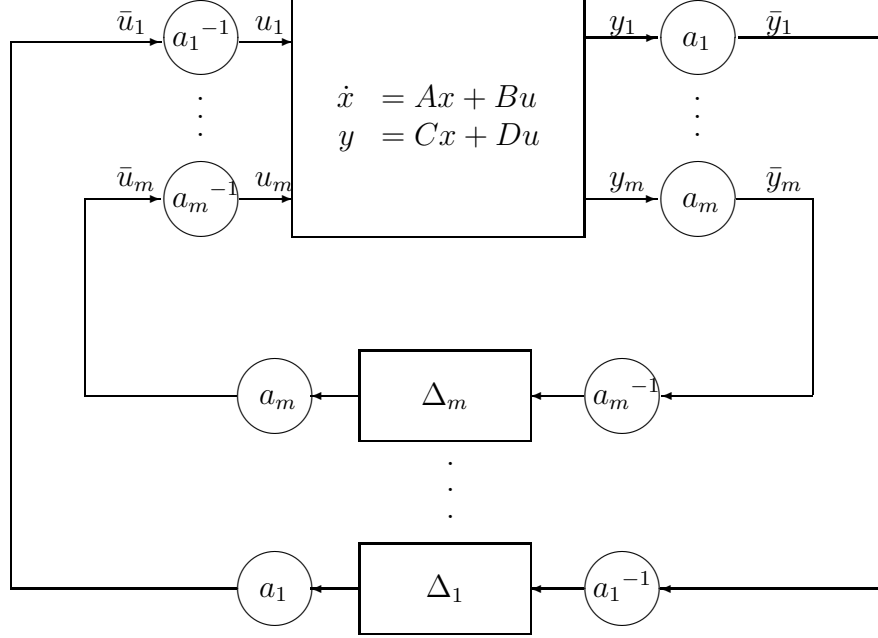 ū₁ a₁⁻¹ u₁ y₁ a₁ ȳ₁
ẋ = Ax + Bu
y = Cx + Du
ūₘ aₘ⁻¹ uₘ yₘ aₘ ȳₘ
aₘ Δₘ aₘ⁻¹
a₁ Δ₁ a₁⁻¹